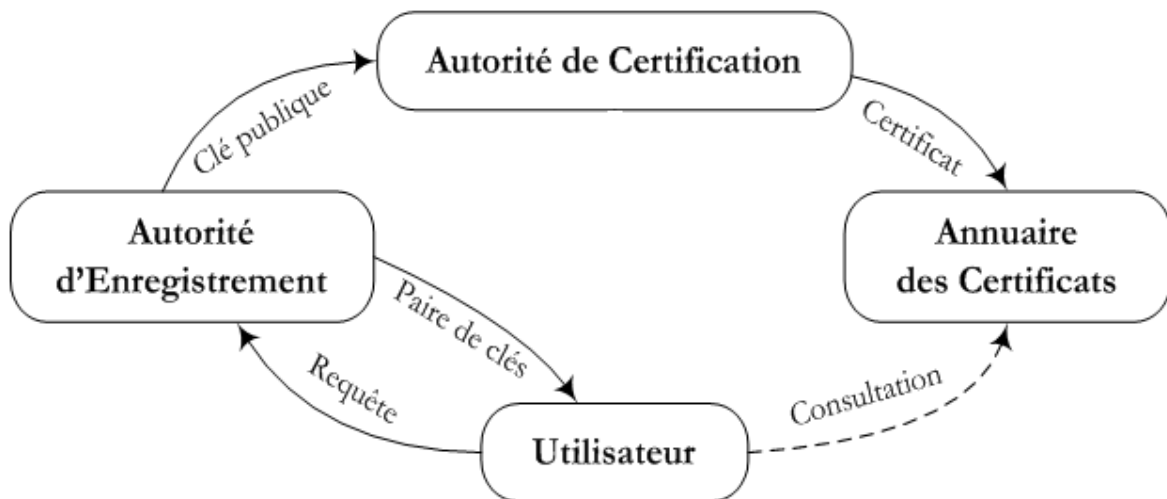 Autorité de Certification
Clé publique
Certificat
Autorité
d'Enregistrement
Annuaire
des Certificats
Paire de clés
Requête
Consultation
Utilisateur